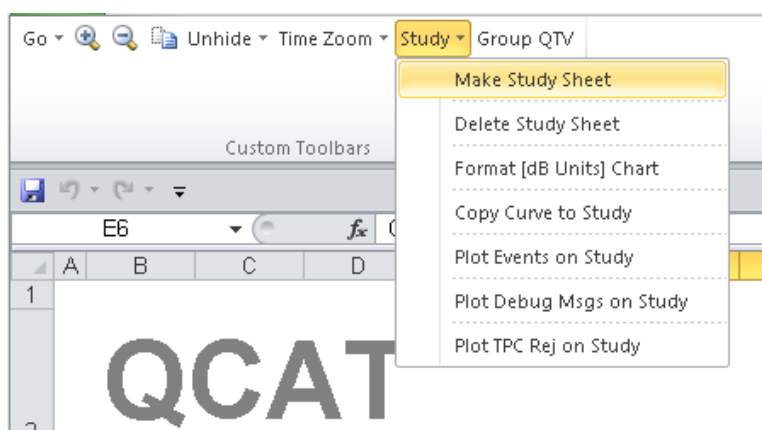 Go Unhide Time Zoom Study Group QTV
Make Study Sheet
Delete Study Sheet
Custom Toolbars
Format [dB Units] Chart
Copy Curve to Study
E6 fx
Plot Events on Study
A B C D
1
Plot Debug Msgs on Study
Plot TPC Rej on Study
QCAT